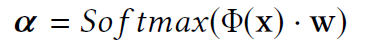 𝜶 = Softmax(Φ(𝐱) · 𝐰)